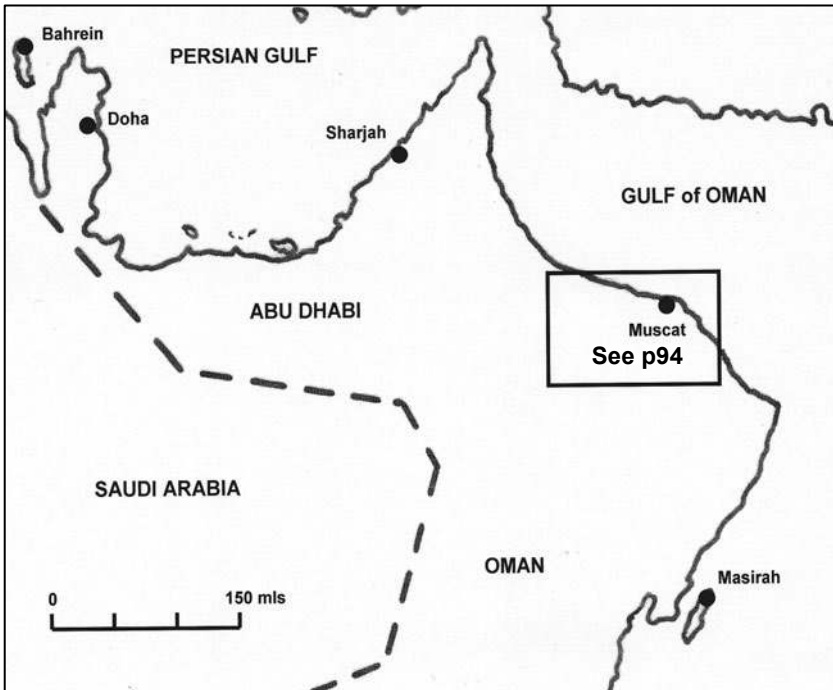 Bahrein
PERSIAN GULF
Doha
Sharjah
GULF of OMAN
ABU DHABI
Muscat
See p94
SAUDI ARABIA
OMAN
Masirah
0 150 mls